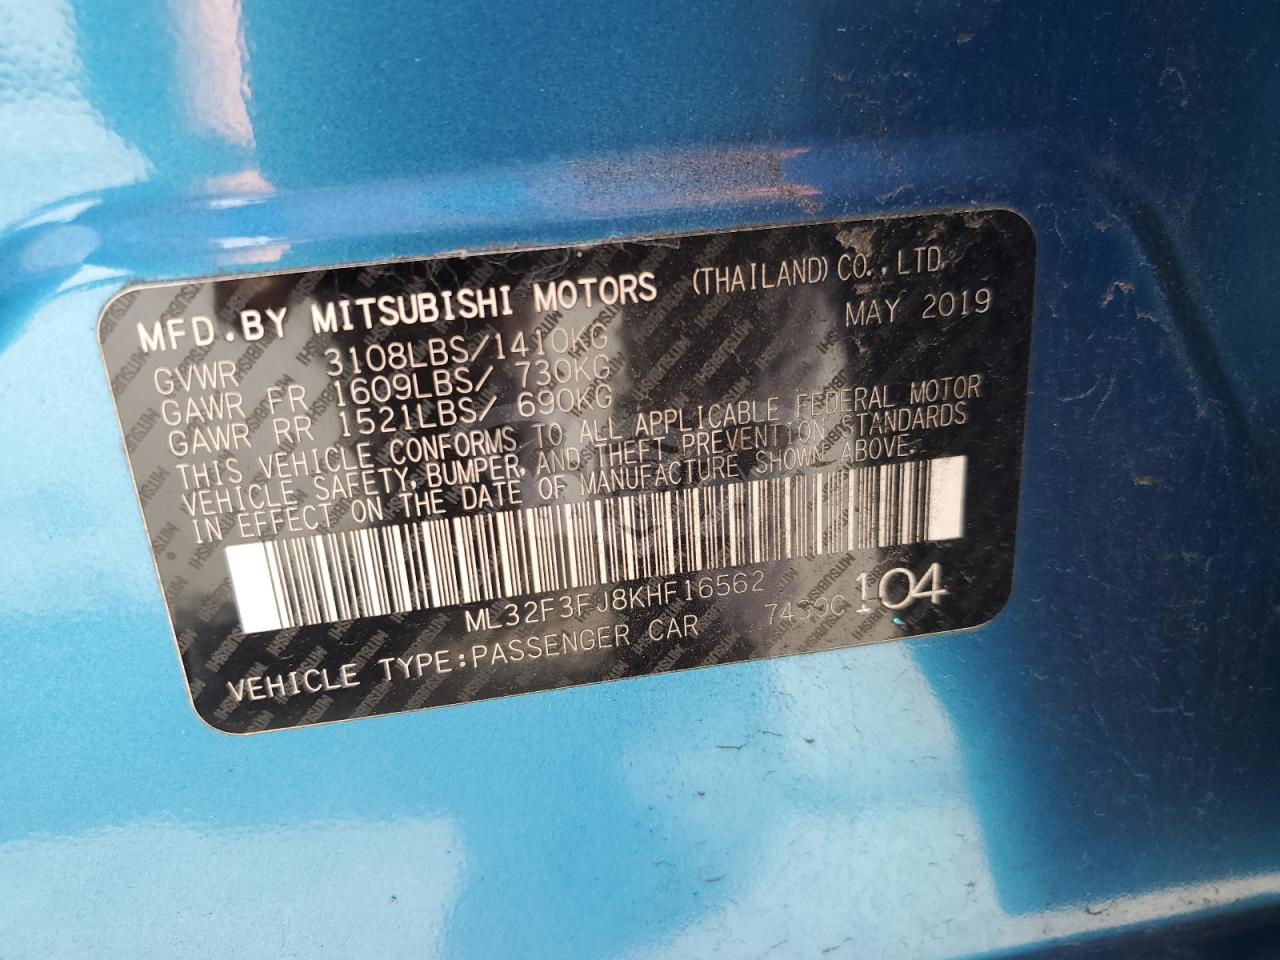 MFD. BY MITSUBISHI MOTORS (THAILAND) CO., LTD.
MAY 2019
GVWR 3108LBS/1410KG
GAWR FR 1609LBS/ 730KG
GAWR RR 1521LBS/ 690KG
THIS VEHICLE CONFORMS TO ALL APPLICABLE FEDERAL MOTOR
VEHICLE SAFETY, BUMPER, AND THEFT PREVENTION STANDARDS
IN EFFECT ON THE DATE OF MANUFACTURE SHOWN ABOVE.
ML32F3FJ8KHF16562
104
VEHICLE TYPE:PASSENGER CAR
MITSUBISHI